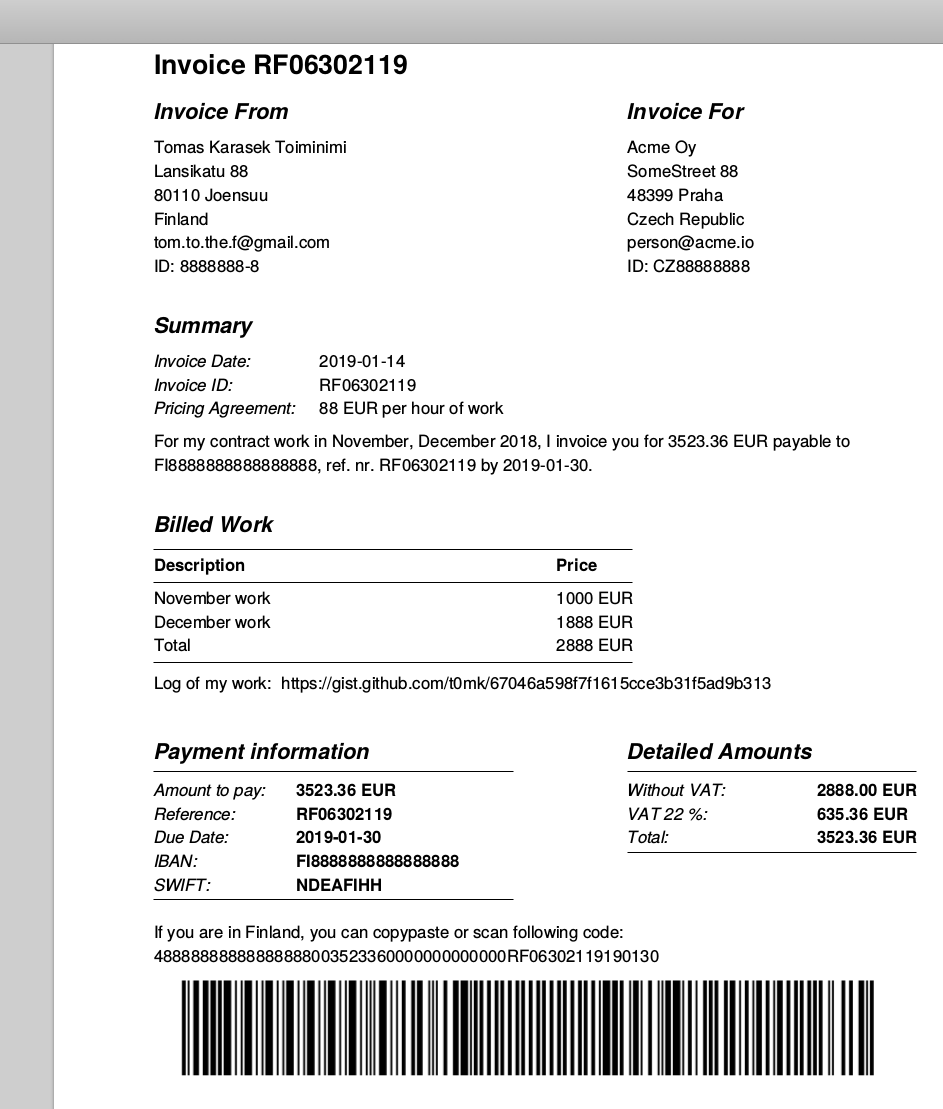 Invoice RF06302119
Invoice From
Tomas Karasek Toiminimi
Lansikatu 88
80110 Joensuu
Finland
tom.to.the.f@gmail.com
ID: 8888888-8
Invoice For
Acme Oy
SomeStreet 88
48399 Praha
Czech Republic
person@acme.io
ID: CZ88888888
Summary
Invoice Date: 2019-01-14
Invoice ID: RF06302119
Pricing Agreement: 88 EUR per hour of work
For my contract work in November, December 2018, I invoice you for 3523.36 EUR payable to
FI8888888888888888, ref. nr. RF06302119 by 2019-01-30.
Billed Work
Description Price
November work 1000 EUR
December work 1888 EUR
Total 2888 EUR
Log of my work: https://gist.github.com/t0mk/67046a598f7f1615cce3b31f5ad9b313
Payment information
Amount to pay: 3523.36 EUR
Reference: RF06302119
Due Date: 2019-01-30
IBAN: FI8888888888888888
SWIFT: NDEAFIHH
Detailed Amounts
Without VAT: 2888.00 EUR
VAT 22 %: 635.36 EUR
Total: 3523.36 EUR
If you are in Finland, you can copypaste or scan following code:
488888888888888888003523360000000000000RF06302119190130